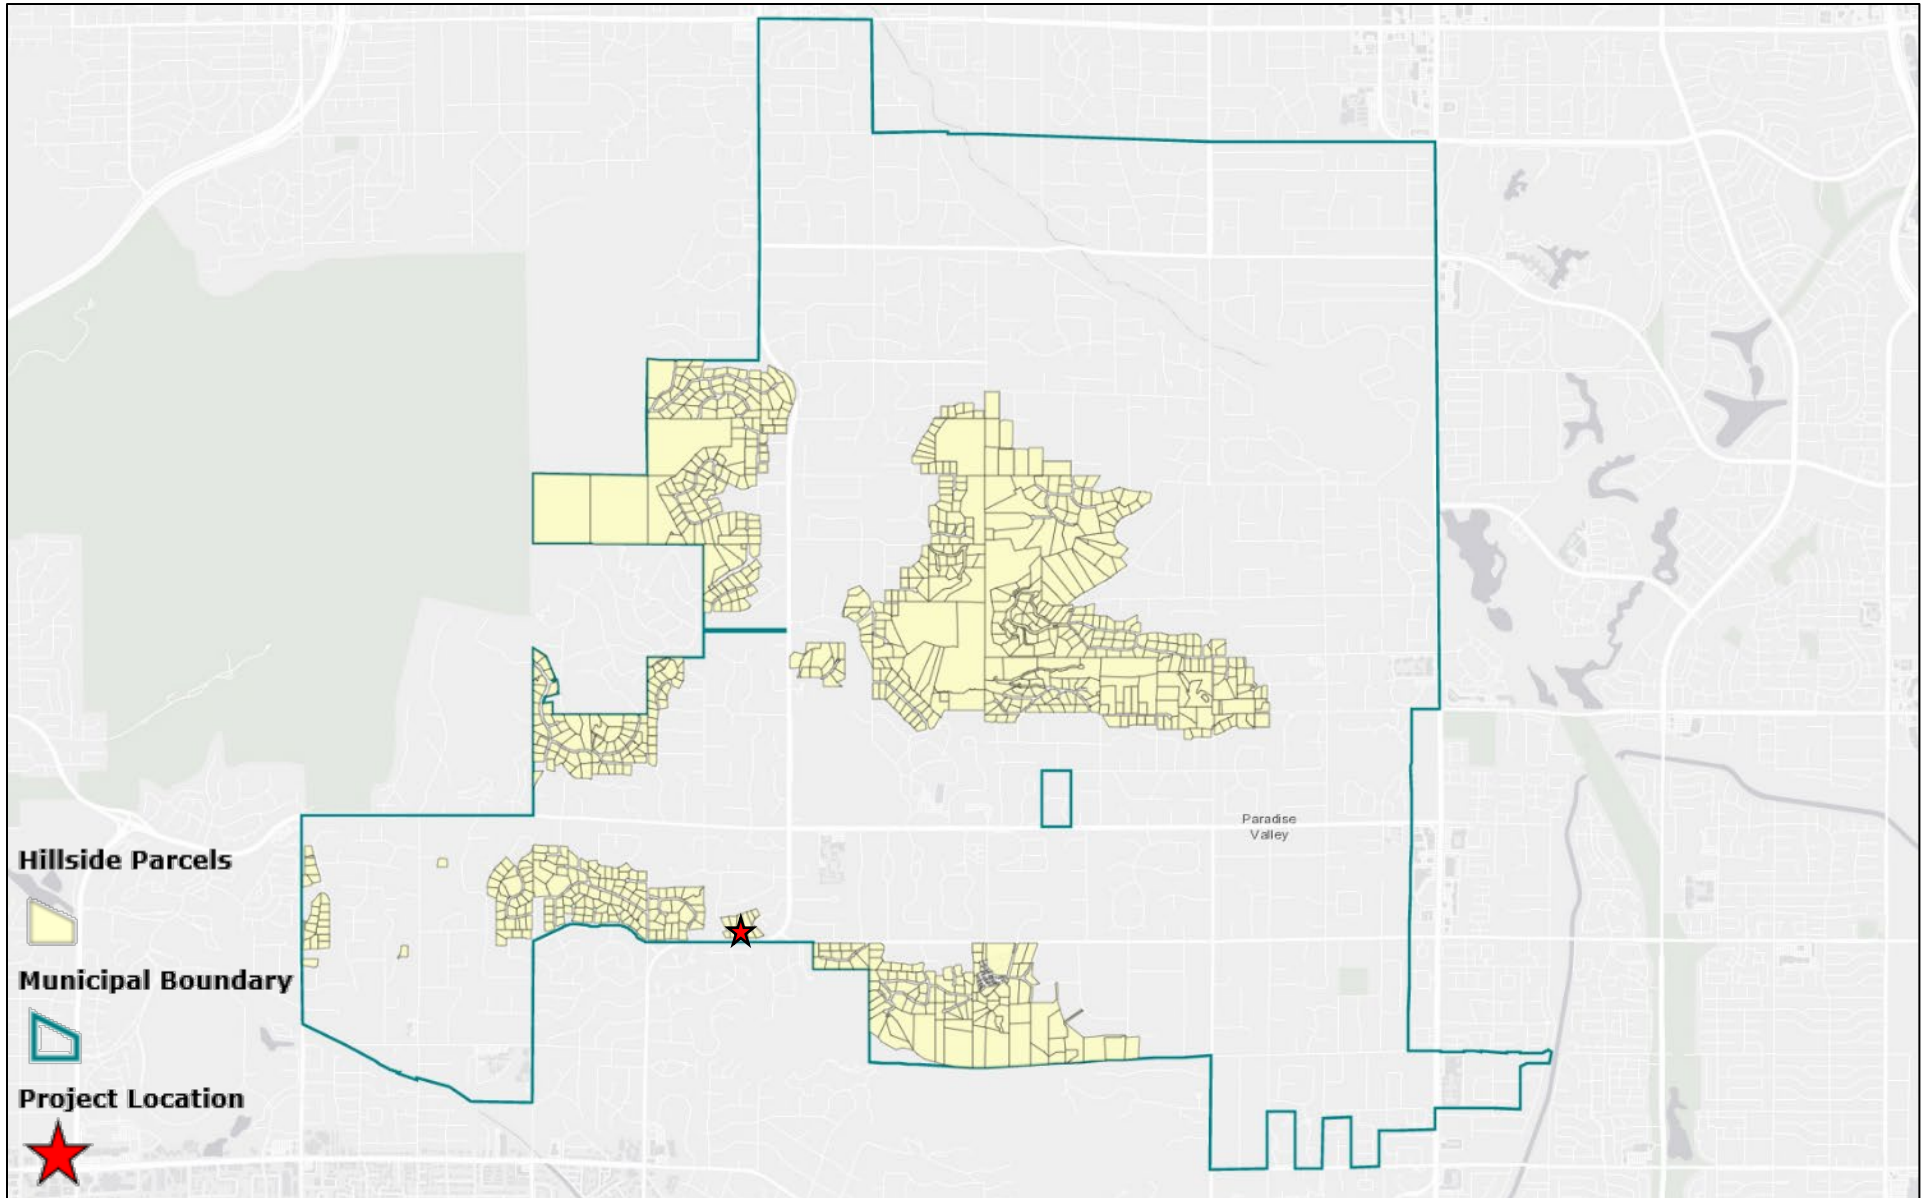 Paradise
Valley
Hillside Parcels
Municipal Boundary
Project Location